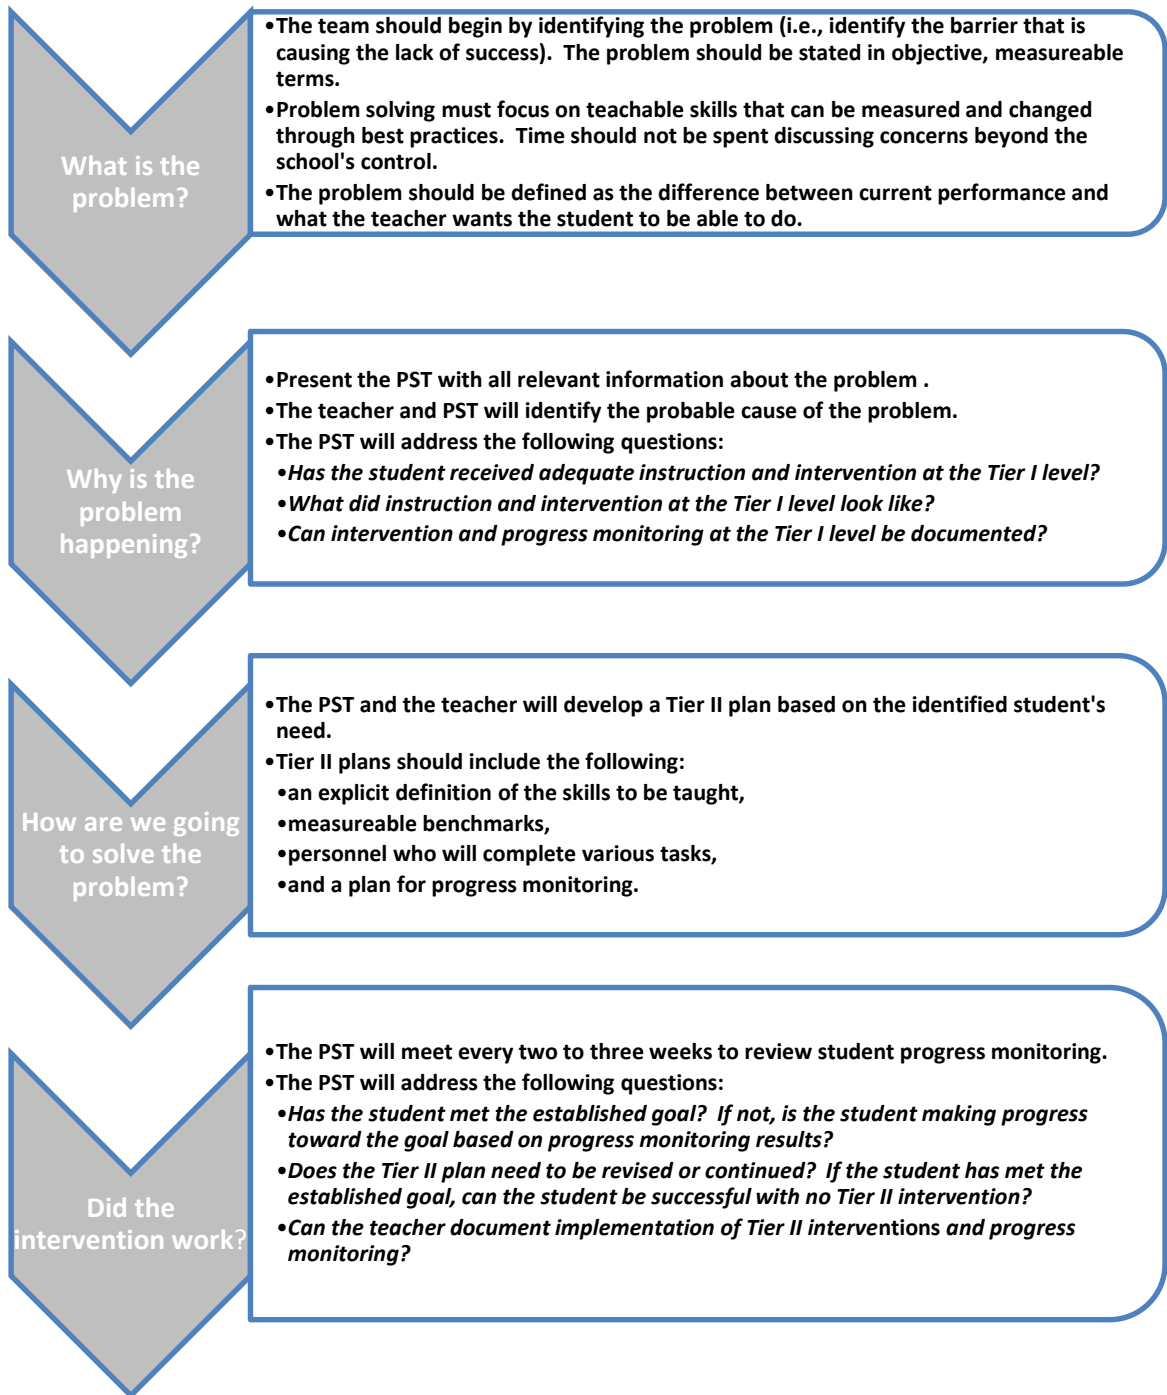 What is the
problem?
•The team should begin by identifying the problem (i.e., identify the barrier that is
causing the lack of success).  The problem should be stated in objective, measureable
terms.
•Problem solving must focus on teachable skills that can be measured and changed
through best practices.  Time should not be spent discussing concerns beyond the
school's control.
•The problem should be defined as the difference between current performance and
what the teacher wants the student to be able to do.
Why is the
problem
happening?
•Present the PST with all relevant information about the problem .
•The teacher and PST will identify the probable cause of the problem.
•The PST will address the following questions:
•Has the student received adequate instruction and intervention at the Tier I level?
•What did instruction and intervention at the Tier I level look like?
•Can intervention and progress monitoring at the Tier I level be documented?
How are we going
to solve the
problem?
•The PST and the teacher will develop a Tier II plan based on the identified student's
need.
•Tier II plans should include the following:
•an explicit definition of the skills to be taught,
•measureable benchmarks,
•personnel who will complete various tasks,
•and a plan for progress monitoring.
Did the
intervention work?
•The PST will meet every two to three weeks to review student progress monitoring.
•The PST will address the following questions:
•Has the student met the established goal?  If not, is the student making progress
toward the goal based on progress monitoring results?
•Does the Tier II plan need to be revised or continued?  If the student has met the
established goal, can the student be successful with no Tier II intervention?
•Can the teacher document implementation of Tier II interventions and progress
monitoring?